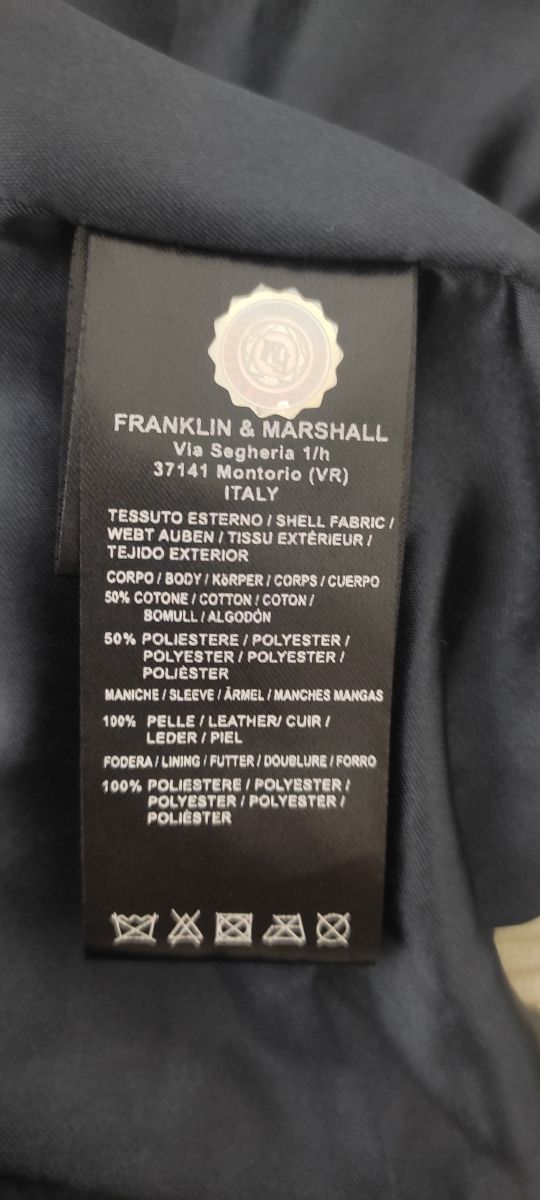 FRANKLIN & MARSHALL
Via Segheria 1/h
37141 Montorio (VR)
ITALY
TESSUTO ESTERNO / SHELL FABRIC /
WEBT AUBEN / TISSU EXTÉRIEUR /
TEJIDO EXTERIOR
CORPO / BODY / KöRPER / CORPS / CUERPO
50% COTONE / COTTON / COTON /
BOMULL / ALGODÒN
50% POLIESTERE / POLYESTER /
POLYESTER / POLYESTER /
POLIÈSTER
MANICHE / SLEEVE / ÄRMEL / MANCHES MANGAS
100% PELLE / LEATHER/ CUIR /
LEDER / PIEL
FODERA / LINING / FUTTER / DOUBLURE / FORRO
100% POLIESTERE / POLYESTER /
POLYESTER / POLYESTER /
POLIÈSTER